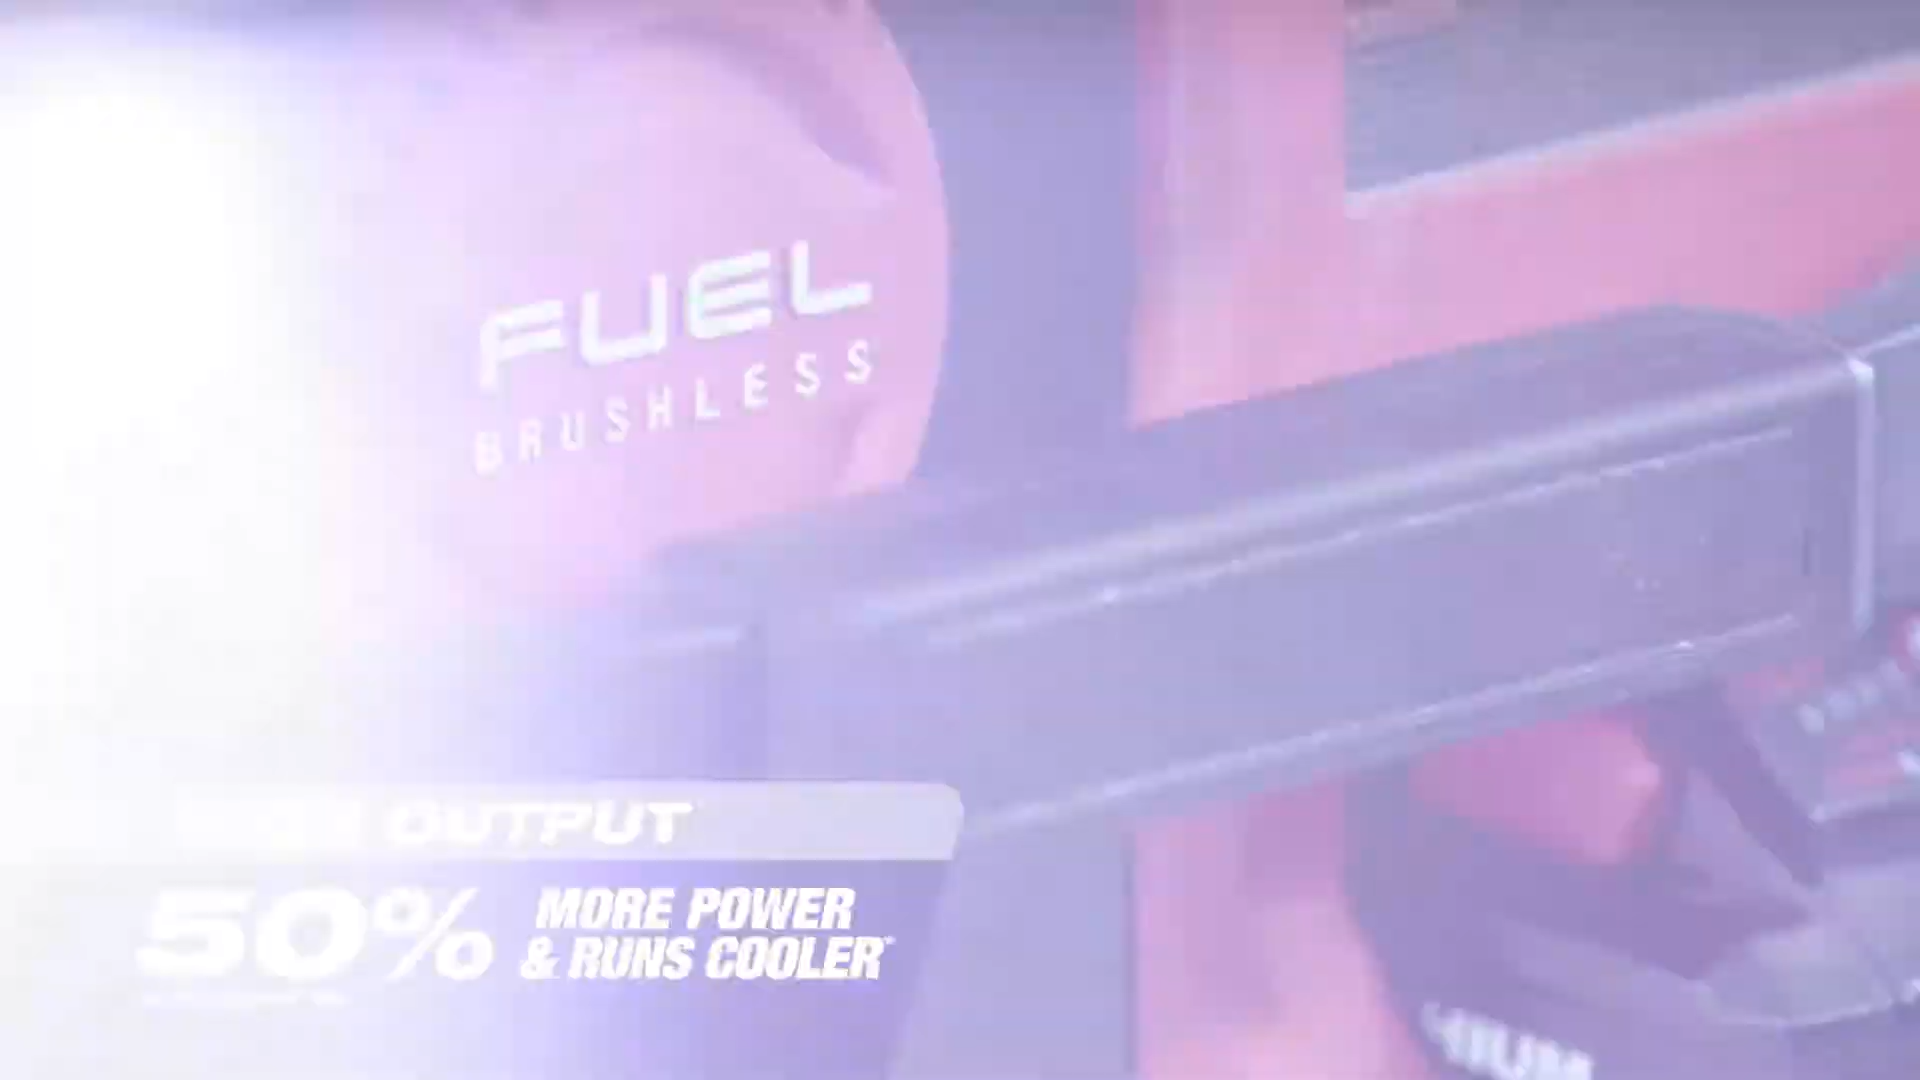 FUEL
BRUSHLESS
OUTPUT
50% MORE POWER
& RUNS COOLER*